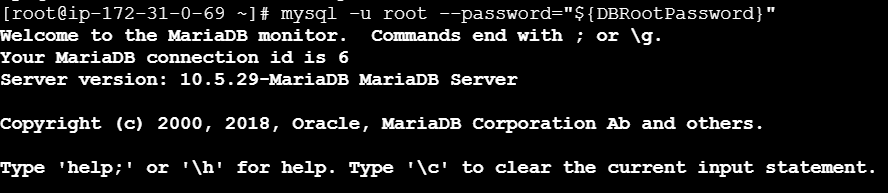 [root@ip-172-31-0-69 ~]# mysql -u root --password="${DBRootPassword}"
Welcome to the MariaDB monitor.  Commands end with ; or \g.
Your MariaDB connection id is 6
Server version: 10.5.29-MariaDB MariaDB Server
Copyright (c) 2000, 2018, Oracle, MariaDB Corporation Ab and others.
Type 'help;' or '\h' for help. Type '\c' to clear the current input statement.